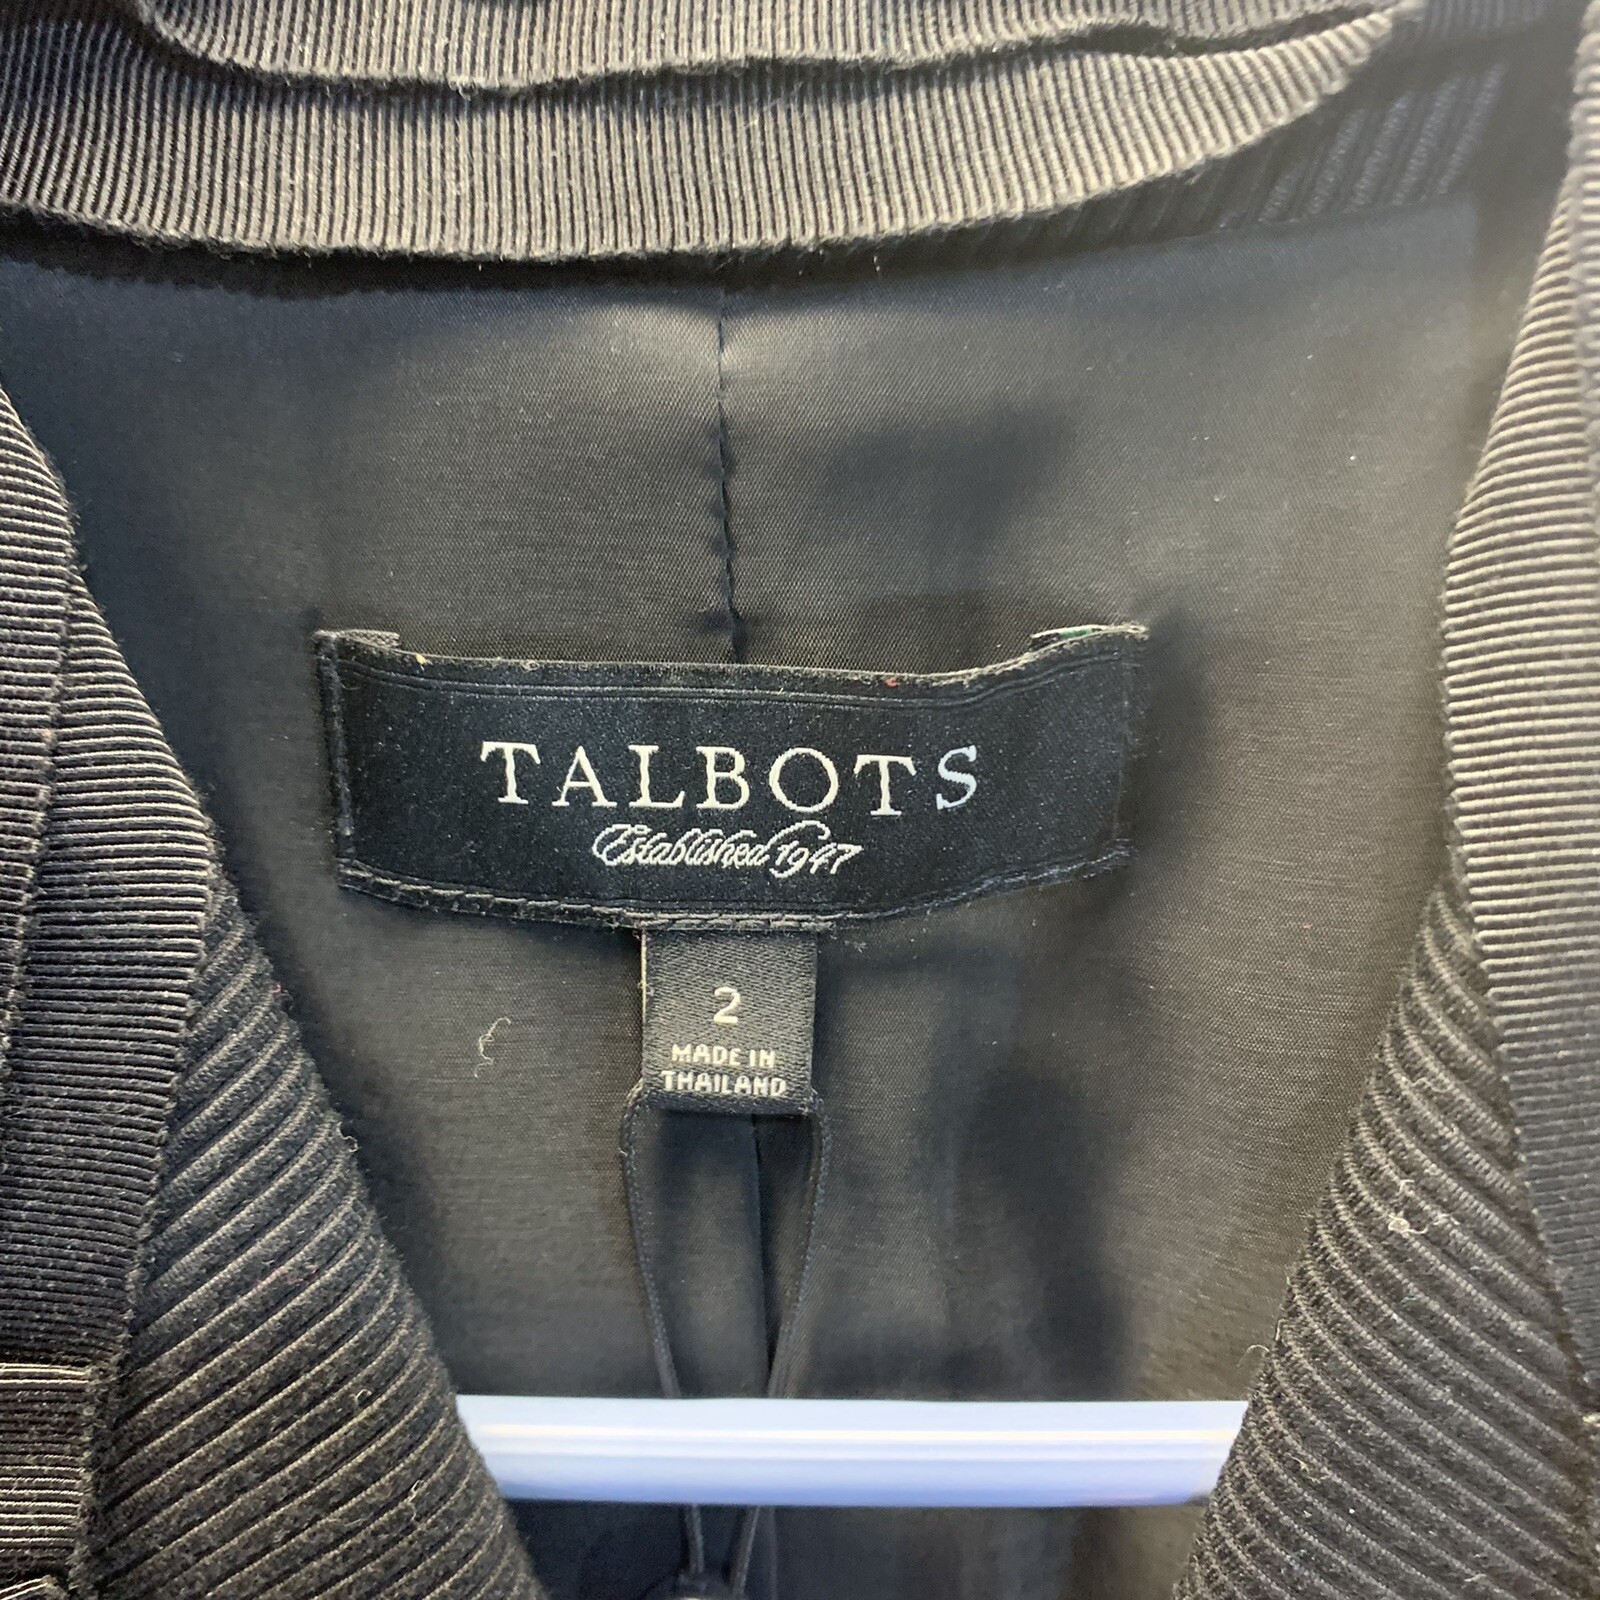 TALBOTS
Established 1947
2
MADE IN
THAILAND